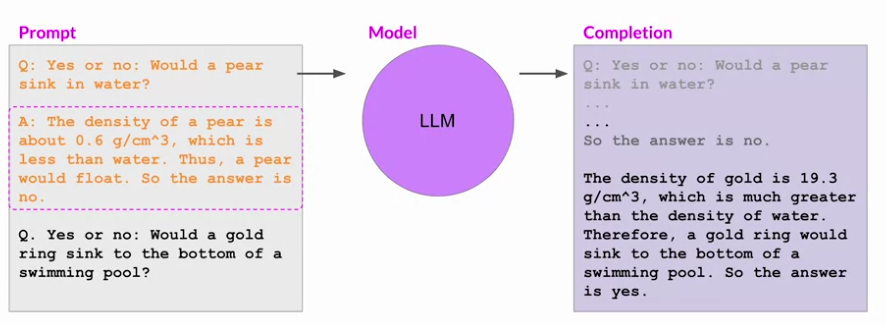 Prompt
Q: Yes or no: Would a pear
sink in water?
A: The density of a pear is
about 0.6 g/cm^3, which is
less than water. Thus, a pear
would float. So the answer is
no.
Q. Yes or no: Would a gold
ring sink to the bottom of a
swimming pool?
Model
LLM
Completion
Q: Yes or no: Would a pear
sink in water?
...
...
So the answer is no.
The density of gold is 19.3
g/cm^3, which is much greater
than the density of water.
Therefore, a gold ring would
sink to the bottom of a
swimming pool. So the answer
is yes.